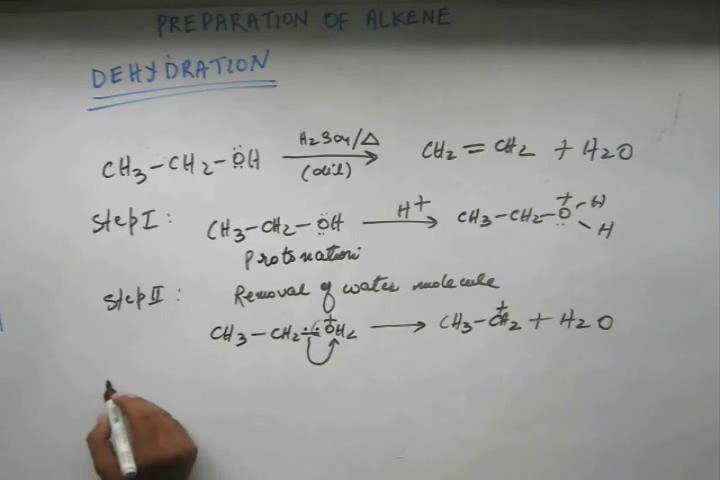 PREPARATION OF ALKENE
DEHYDRATION
CH3-CH2-ÖH H2SO4/△ (dil) → CH2=CH2 + H2O
Step I: CH3-CH2-ÖH H+ → CH3-CH2-O+ H H
Protonation
Step II: Removal of water molecule
CH3-CH2-O+H2 → CH3-C+H2 + H2O